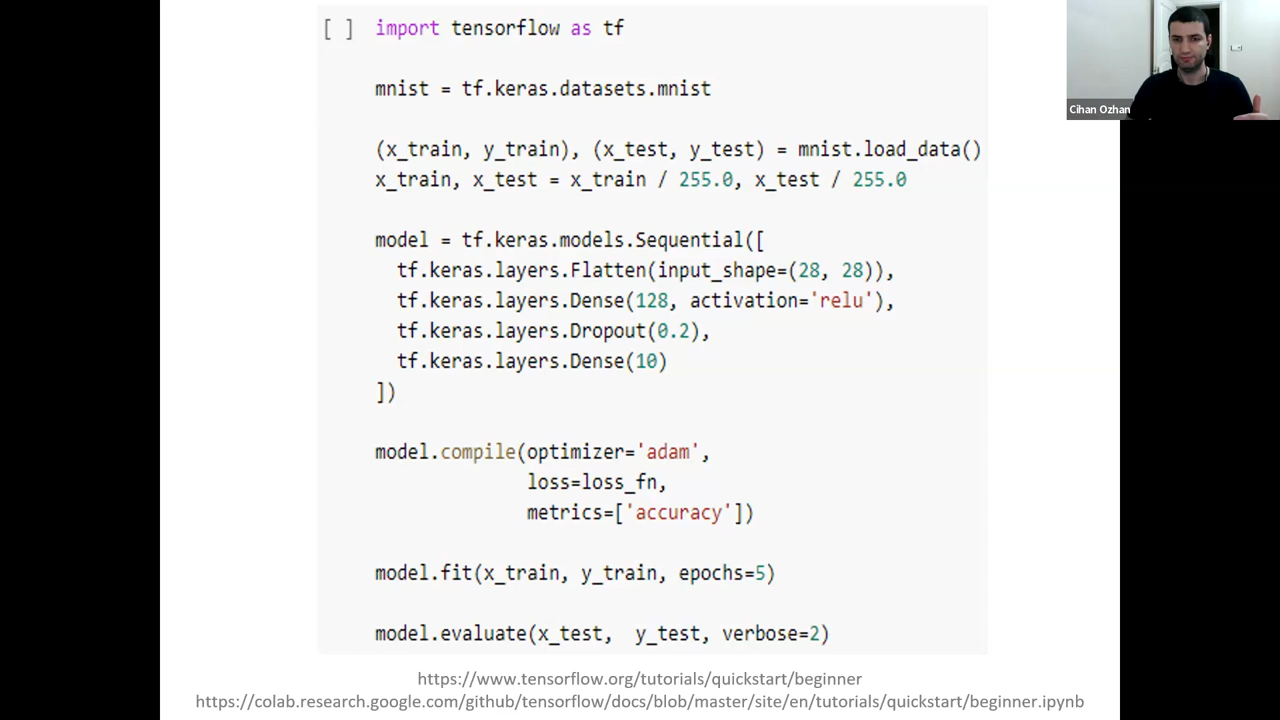 [ ] import tensorflow as tf
mnist = tf.keras.datasets.mnist
(x_train, y_train), (x_test, y_test) = mnist.load_data()
x_train, x_test = x_train / 255.0, x_test / 255.0
model = tf.keras.models.Sequential([
tf.keras.layers.Flatten(input_shape=(28, 28)),
tf.keras.layers.Dense(128, activation='relu'),
tf.keras.layers.Dropout(0.2),
tf.keras.layers.Dense(10)
])
model.compile(optimizer='adam',
loss=loss_fn,
metrics=['accuracy'])
model.fit(x_train, y_train, epochs=5)
model.evaluate(x_test,  y_test, verbose=2)
https://www.tensorflow.org/tutorials/quickstart/beginner
https://colab.research.google.com/github/tensorflow/docs/blob/master/site/en/tutorials/quickstart/beginner.ipynb
Cihan Ozhan